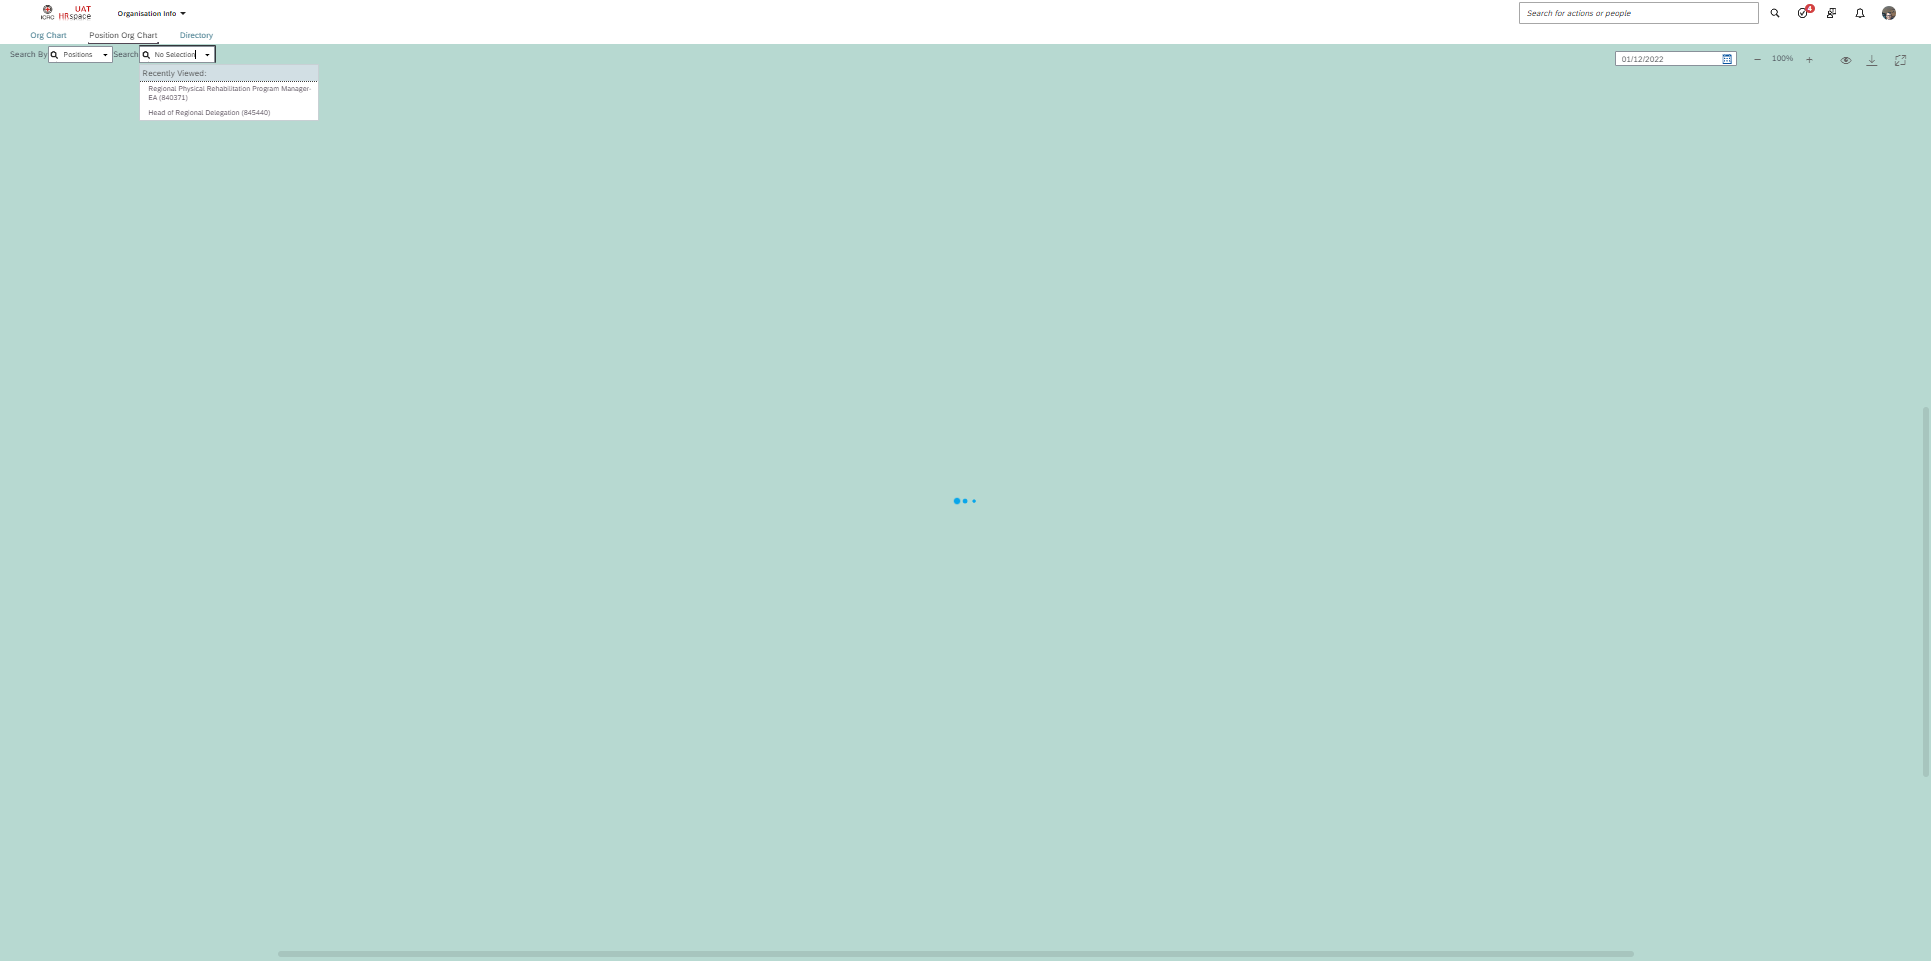 ICRC
UAT
HRspace
Organisation Info
Search for actions or people
4
Org Chart
Position Org Chart
Directory
Search By
Positions
Search
No Selection
01/12/2022
100%
Recently Viewed:
Regional Physical Rehabilitation Program Manager-
EA (840371)
Head of Regional Delegation (845440)